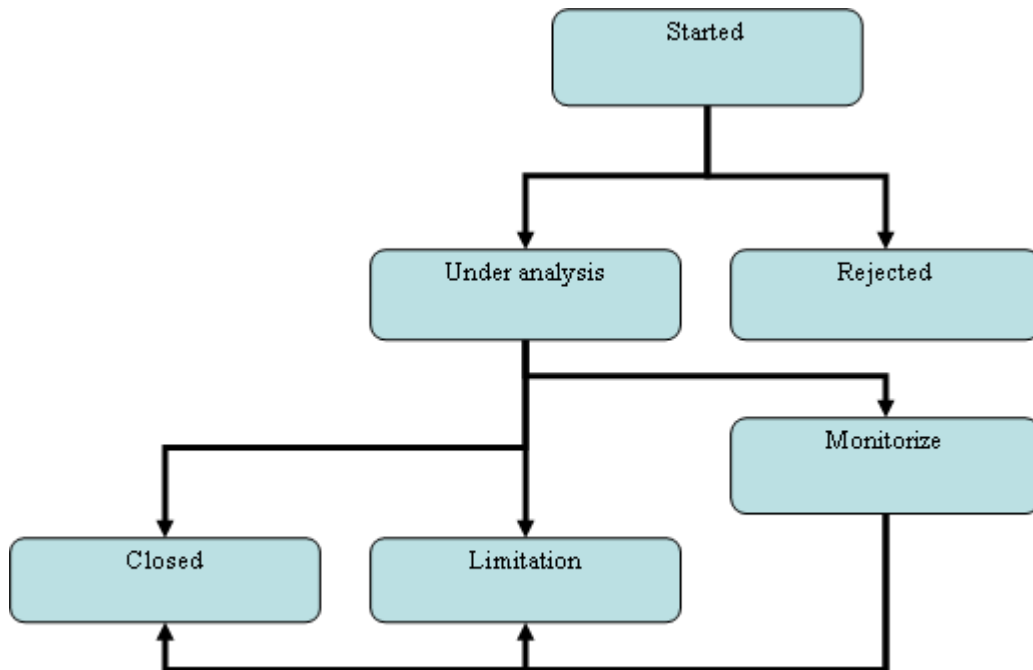 Started
Under analysis
Rejected
Monitorize
Closed
Limitation